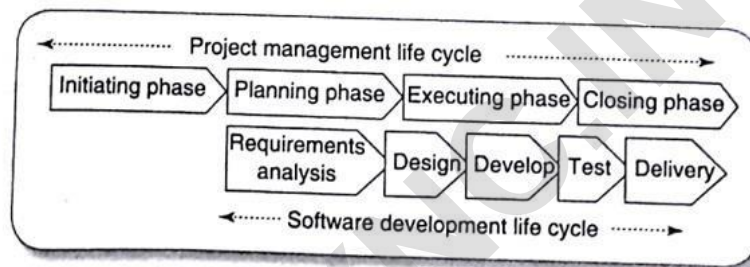 Project management life cycle
Initiating phase Planning phase Executing phase Closing phase
Requirements analysis Design Develop Test Delivery
Software development life cycle